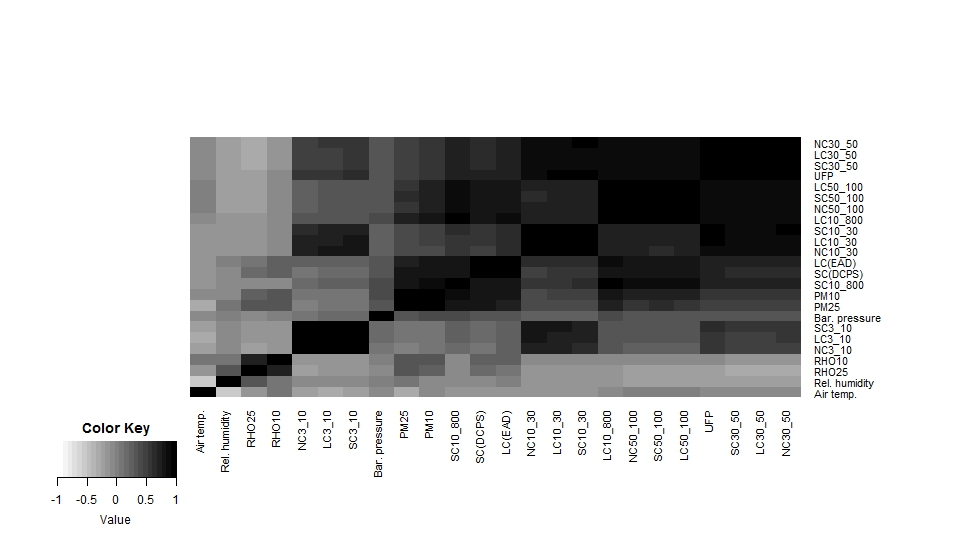 NC30_50
LC30_50
SC30_50
UFP
LC50_100
SC50_100
NC50_100
LC10_800
SC10_30
LC10_30
NC10_30
LC(EAD)
SC(DCPS)
SC10_800
PM10
PM25
Bar. pressure
SC3_10
LC3_10
NC3_10
RHO10
RHO25
Rel. humidity
Air temp.
Air temp.
Rel. humidity
RHO25
RHO10
NC3_10
LC3_10
SC3_10
Bar. pressure
PM25
PM10
SC10_800
SC(DCPS)
LC(EAD)
NC10_30
LC10_30
SC10_30
LC10_800
NC50_100
SC50_100
LC50_100
UFP
SC30_50
LC30_50
NC30_50
Color Key
-1 -0.5 0 0.5 1
Value